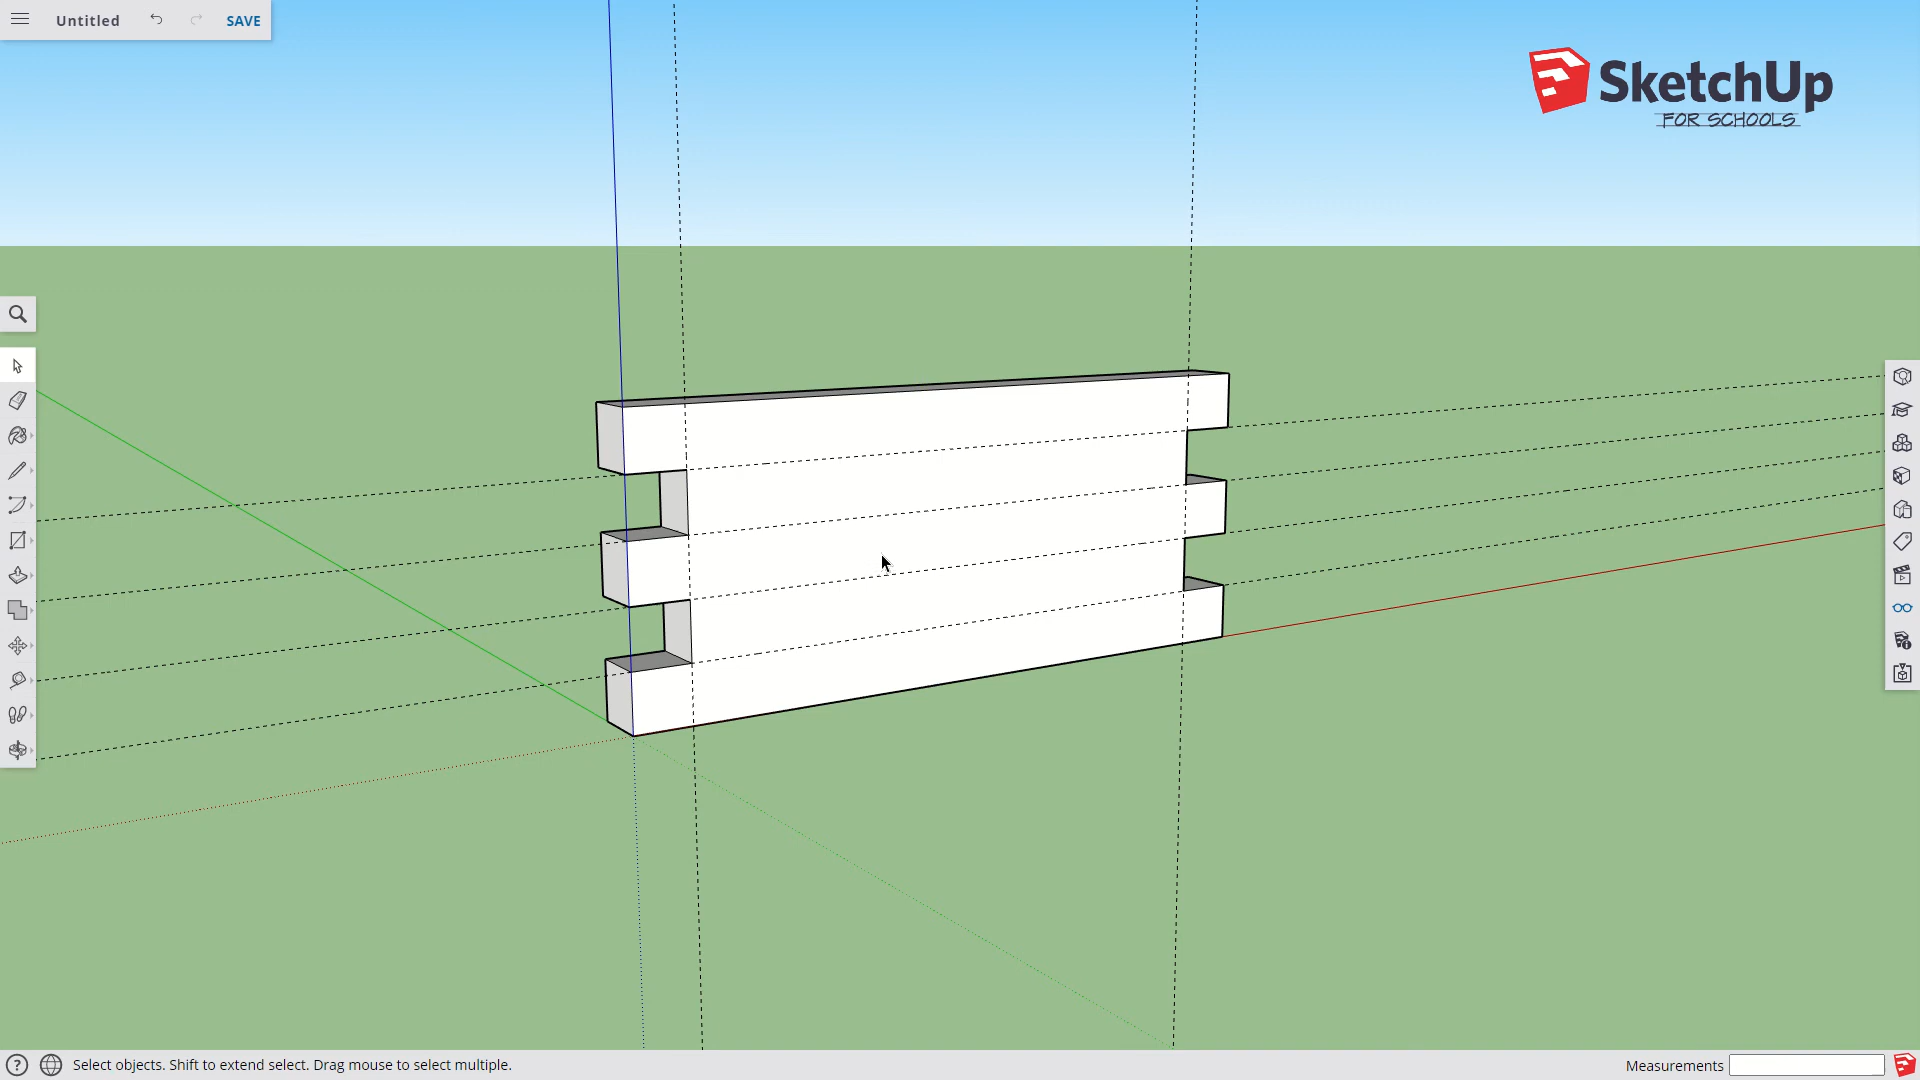 Untitled
SAVE
SketchUp
FOR SCHOOLS
Select objects. Shift to extend select. Drag mouse to select multiple.
Measurements